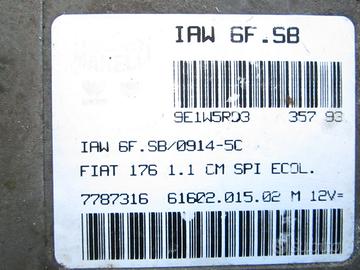 IAW 6F.SB
9E1W5RD3 357 93
IAW 6F.SB/0914-5C
FIAT 176 1.1 CM SPI ECOL.
7787316 61602.015.02 M 12V=